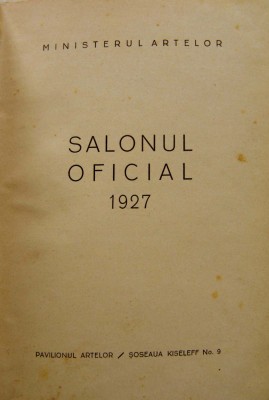 MINISTERUL ARTELOR
SALONUL
OFICIAL
1927
PAVILIONUL ARTELOR / ȘOSEAUA KISELEFF No. 9